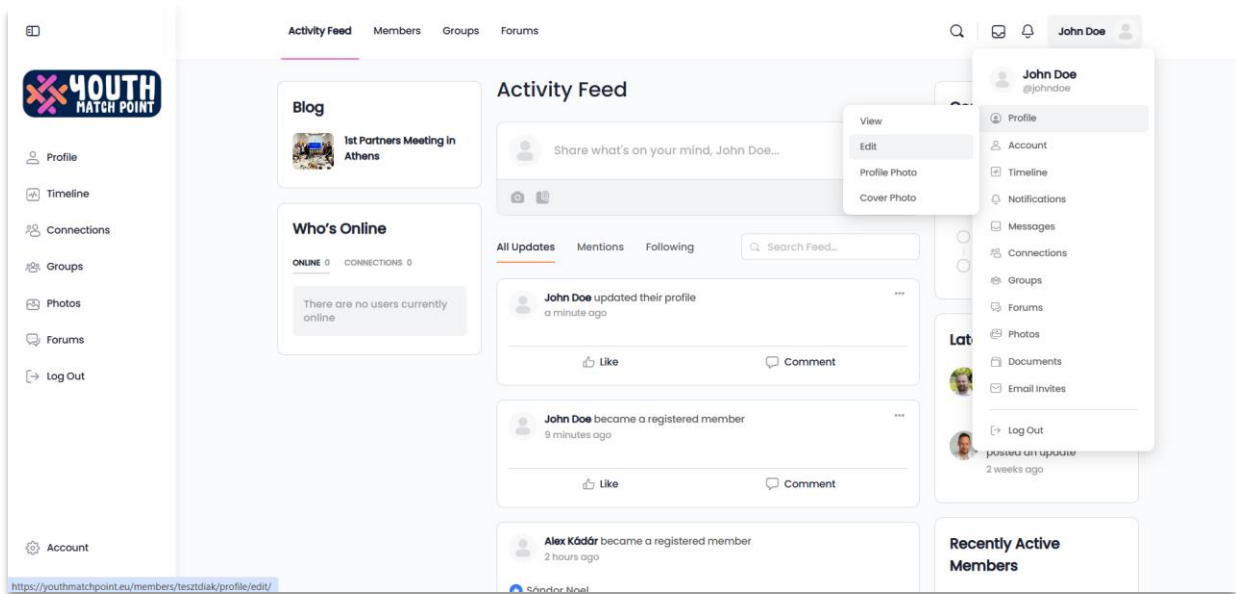 Activity Feed
Members
Groups
Forums
John Doe
YOUTH
MATCH POINT
Profile
Timeline
Connections
Groups
Photos
Forums
Log Out
Account
https://youthmatchpoint.eu/members/tesztdiak/profile/edit/
Blog
1st Partners Meeting in
Athens
Who's Online
ONLINE 0
CONNECTIONS 0
There are no users currently
online
Activity Feed
Share what's on your mind, John Doe...
All Updates
Mentions
Following
Search Feed...
John Doe updated their profile
a minute ago
Like
Comment
John Doe became a registered member
9 minutes ago
Like
Comment
Alex Kádár became a registered member
2 hours ago
Sándor Noel
View
Edit
Profile Photo
Cover Photo
John Doe
@johndoe
Profile
Account
Timeline
Notifications
Messages
Connections
Groups
Forums
Photos
Documents
Email Invites
Log Out
Lat
posted an update
2 weeks ago
Recently Active
Members